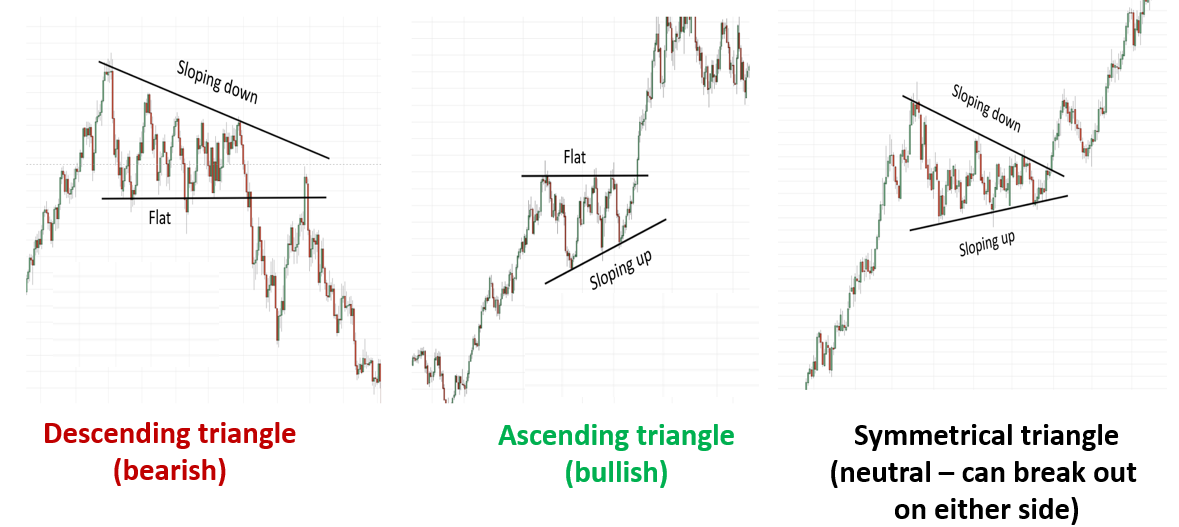 Sloping down
Flat
Descending triangle
(bearish)
Flat
Sloping up
Ascending triangle
(bullish)
Sloping down
Sloping up
Symmetrical triangle
(neutral – can break out
on either side)